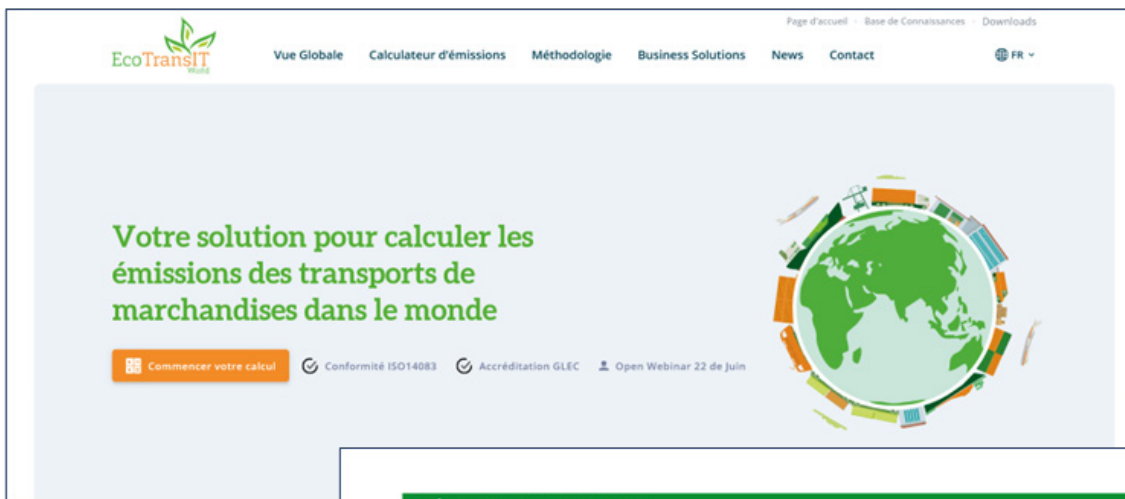 Page d'accueil Base de Connaissances Downloads
EcoTransIT
World
Vue Globale Calculateur d'émissions Méthodologie Business Solutions News Contact FR
Votre solution pour calculer les
émissions des transports de
marchandises dans le monde
Commencer votre calcul Conformité ISO14083 Accréditation GLEC Open Webinar 22 de Juin